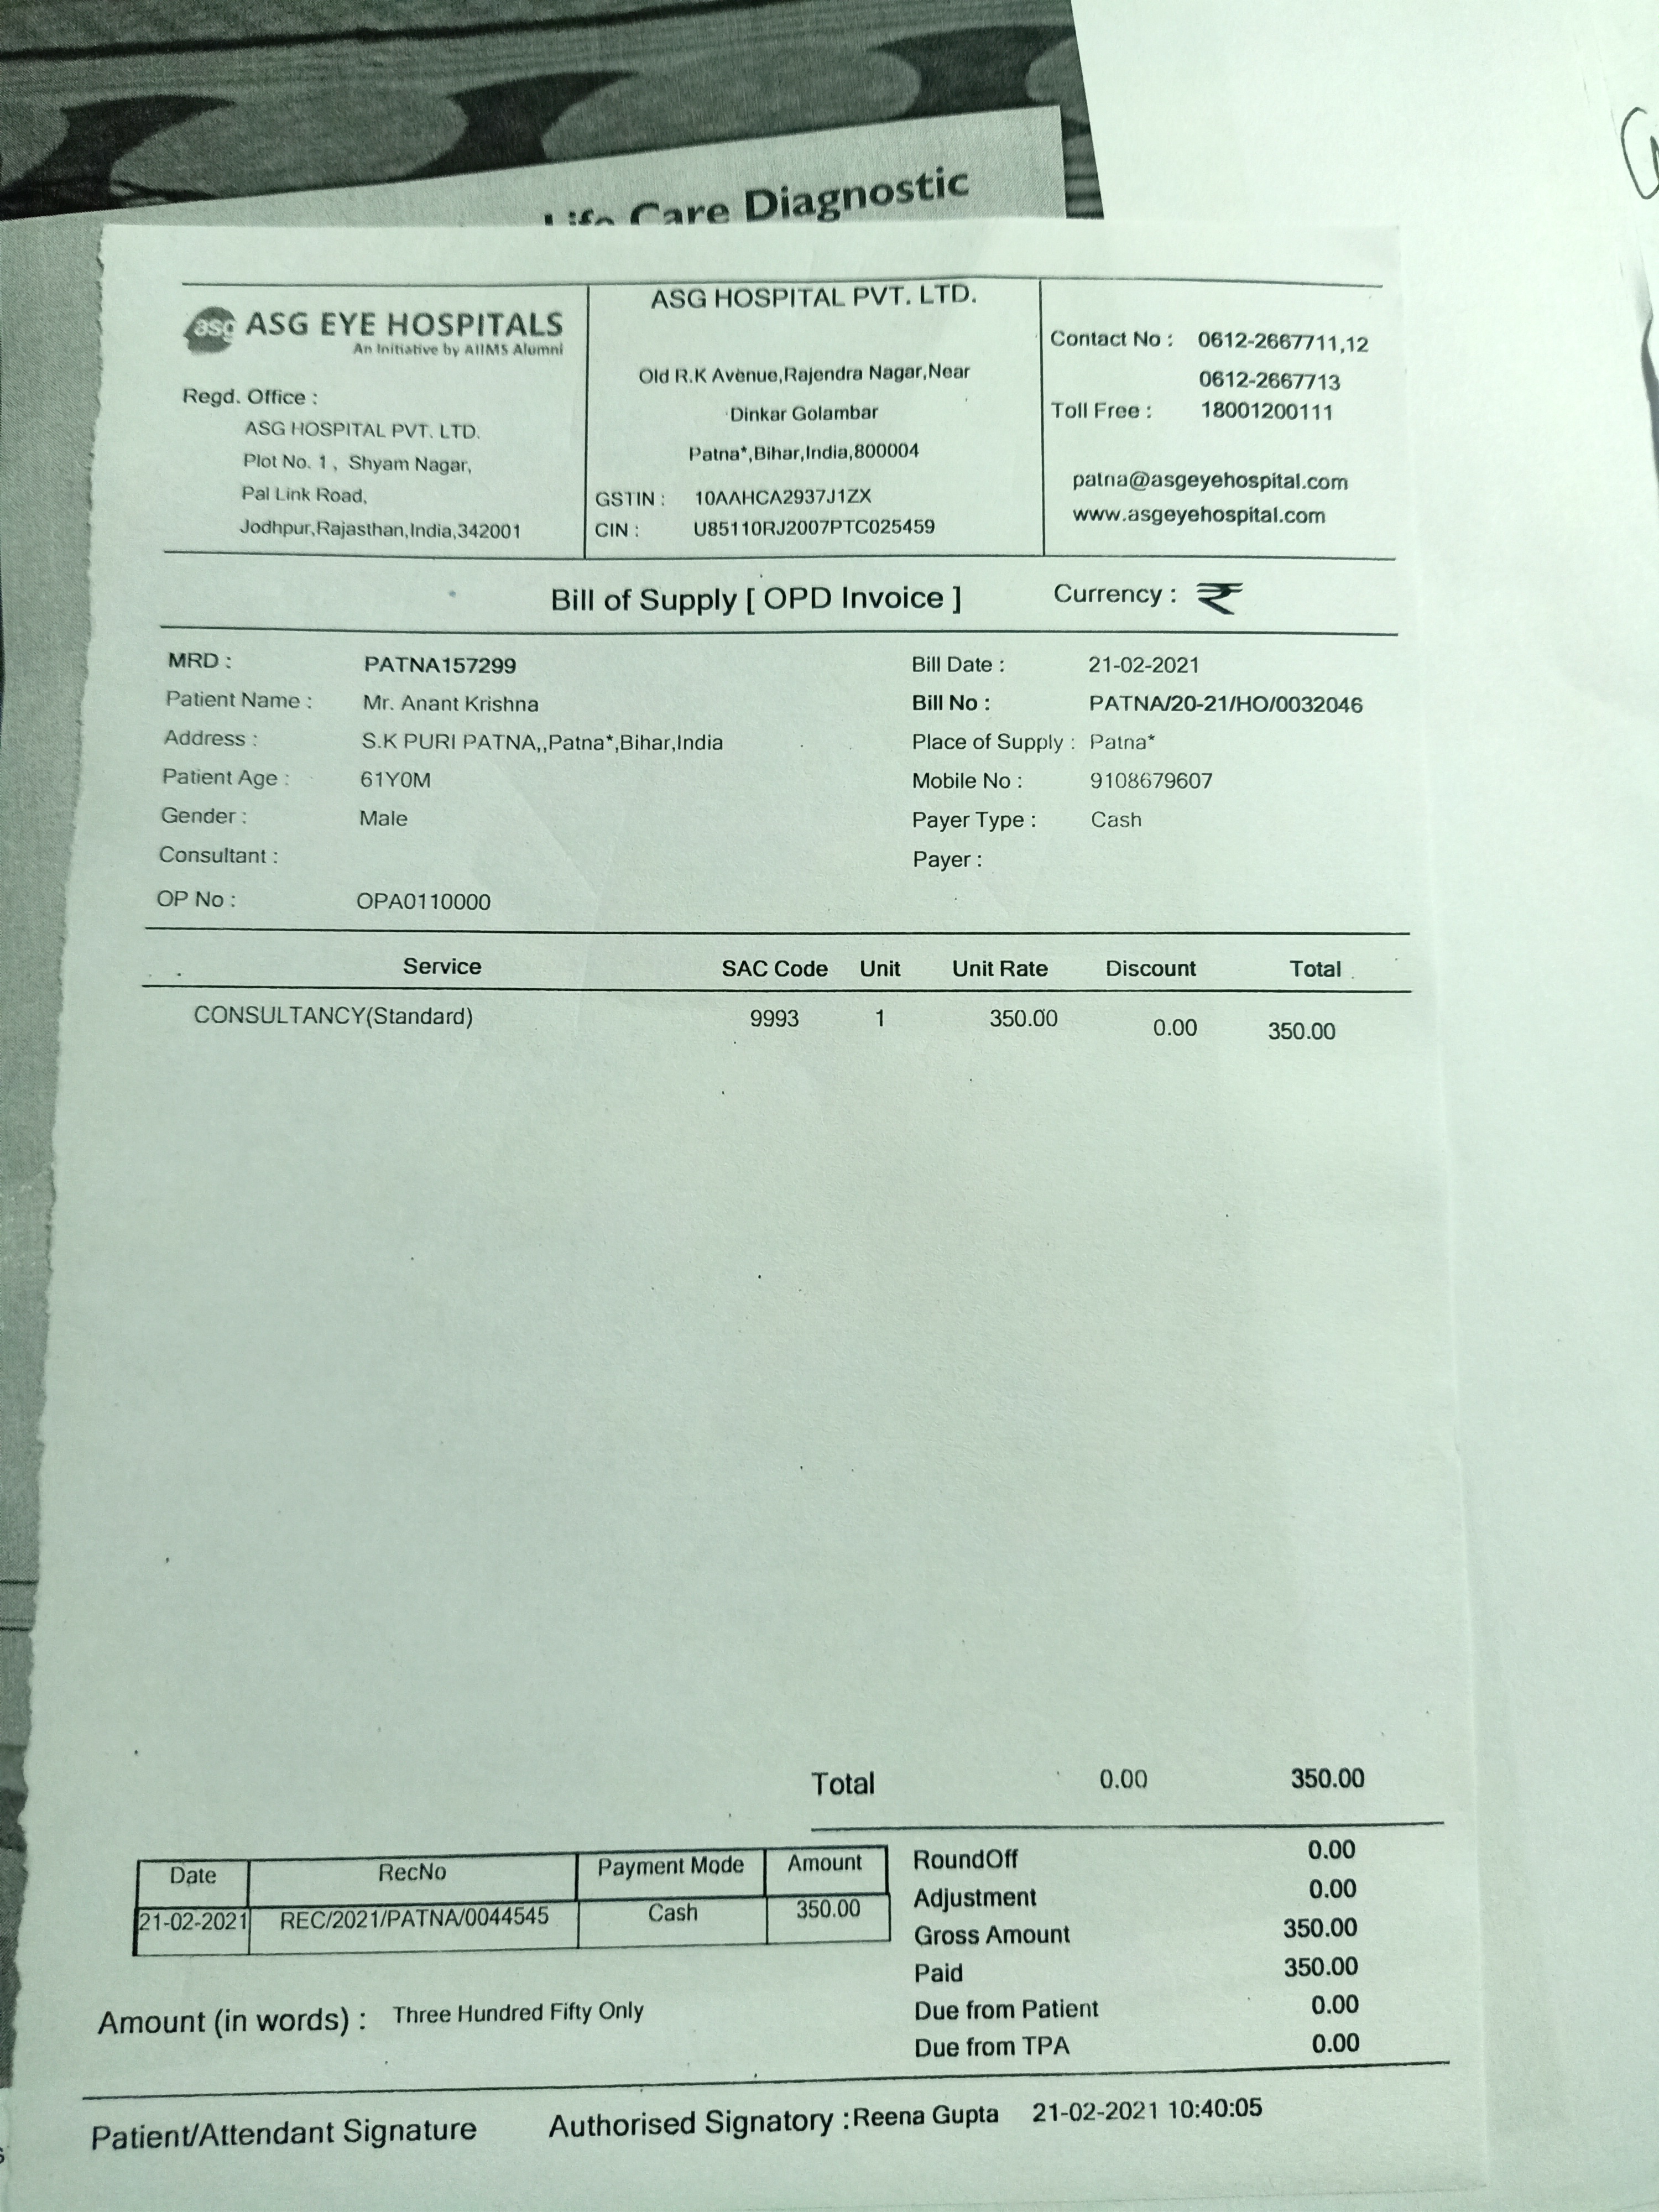 Life Care Diagnostic
asg ASG EYE HOSPITALS
An Initiative by AIIMS Alumni
Regd. Office :
ASG HOSPITAL PVT. LTD.
Plot No. 1 , Shyam Nagar,
Pal Link Road,
Jodhpur,Rajasthan,India,342001
ASG HOSPITAL PVT. LTD.
Old R.K Avenue,Rajendra Nagar,Near
Dinkar Golambar
Patna*,Bihar,India,800004
GSTIN : 10AAHCA2937J1ZX
CIN : U85110RJ2007PTC025459
Contact No : 0612-2667711,12
0612-2667713
Toll Free : 18001200111
patna@asgeyehospital.com
www.asgeyehospital.com
Bill of Supply [ OPD Invoice ] Currency : ₹
MRD : PATNA157299 Bill Date : 21-02-2021
Patient Name : Mr. Anant Krishna Bill No : PATNA/20-21/HO/0032046
Address : S.K PURI PATNA,,Patna*,Bihar,India Place of Supply : Patna*
Patient Age : 61Y0M Mobile No : 9108679607
Gender : Male Payer Type : Cash
Consultant : Payer :
OP No : OPA0110000
Service SAC Code Unit Unit Rate Discount Total
CONSULTANCY(Standard) 9993 1 350.00 0.00 350.00
Total 0.00 350.00
Date RecNo Payment Mode Amount
21-02-2021 REC/2021/PATNA/0044545 Cash 350.00
RoundOff 0.00
Adjustment 0.00
Gross Amount 350.00
Paid 350.00
Due from Patient 0.00
Due from TPA 0.00
Amount (in words) : Three Hundred Fifty Only
Patient/Attendant Signature Authorised Signatory :Reena Gupta 21-02-2021 10:40:05